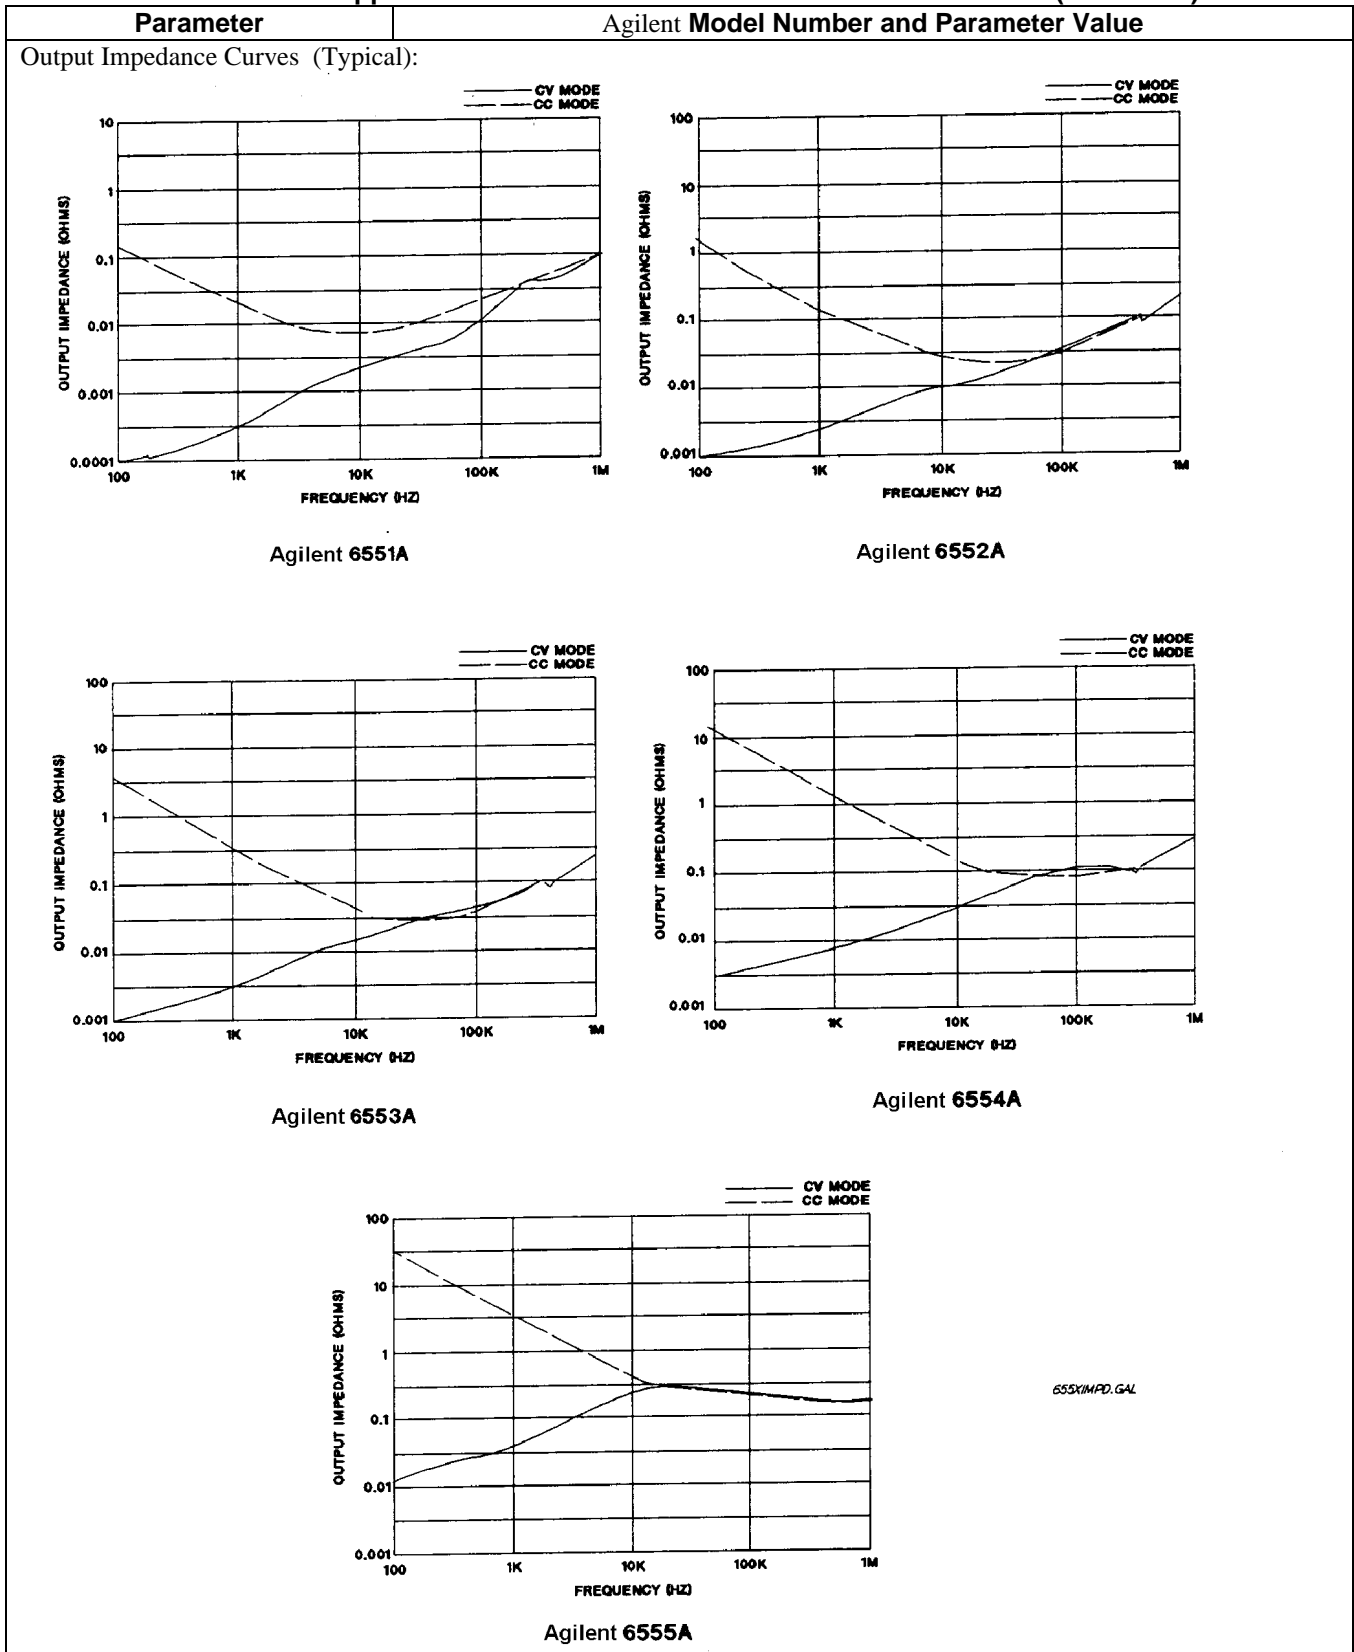 Parameter
Agilent Model Number and Parameter Value
Output Impedance Curves (Typical):
CV MODE
CC MODE
10
1
0.1
0.01
0.001
0.0001
OUTPUT IMPEDANCE (OHMS)
100
1K
10K
100K
1M
FREQUENCY (HZ)
Agilent 6551A
CV MODE
CC MODE
100
10
1
0.1
0.01
0.001
OUTPUT IMPEDANCE (OHMS)
100
1K
10K
100K
1M
FREQUENCY (HZ)
Agilent 6552A
CV MODE
CC MODE
100
10
1
0.1
0.01
0.001
OUTPUT IMPEDANCE (OHMS)
100
1K
10K
100K
1M
FREQUENCY (HZ)
Agilent 6553A
CV MODE
CC MODE
100
10
1
0.1
0.01
0.001
OUTPUT IMPEDANCE (OHMS)
100
1K
10K
100K
1M
FREQUENCY (HZ)
Agilent 6554A
CV MODE
CC MODE
100
10
1
0.1
0.01
0.001
OUTPUT IMPEDANCE (OHMS)
100
1K
10K
100K
1M
FREQUENCY (HZ)
655XIMPD.GAL
Agilent 6555A